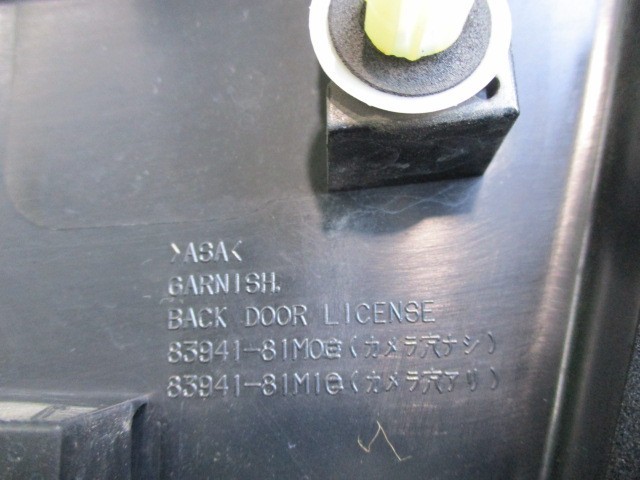 >ASA<
GARNISH.
BACK DOOR LICENSE
83941-81M0 (カメラ穴ナシ)
83941-81M1 (カメラ穴アリ)